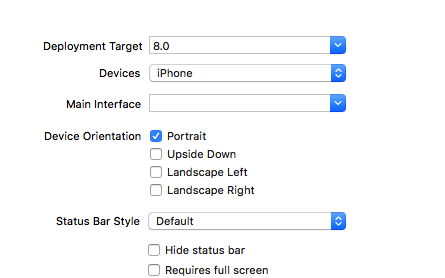 Deployment Target 8.0
Devices iPhone
Main Interface
Device Orientation Portrait
Upside Down
Landscape Left
Landscape Right
Status Bar Style Default
Hide status bar
Requires full screen